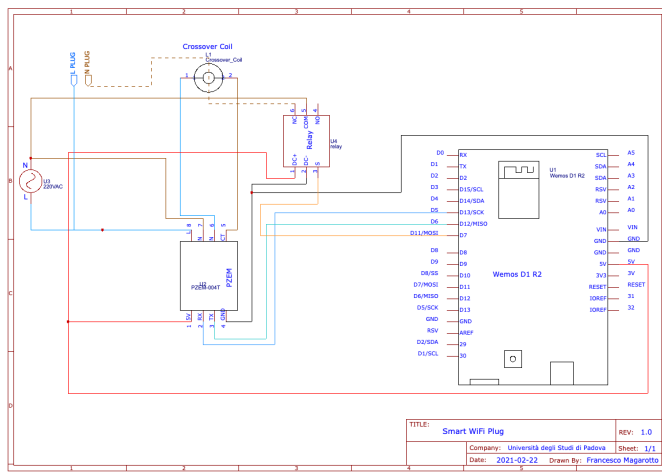 1
2
3
4
5
A
B
C
D
L PLUG
N PLUG
Crossover Coil
L1
Crossover_Coil
1
2
6
5
4
NC
COM
NO
Relay
U4
relay
DC+
DC-
S
1
2
3
N
U3
220VAC
L
8
7
6
5
L
N
N
CT
U2
PZEM-004T
PZEM
5V
RX
TX
GND
1
2
3
4
D0
RX
D1
TX
D2
D2
D3
D15/SCL
D4
D14/SDA
D5
D13/SCK
D6
D12/MISO
D11/MOSI
D7
D8
D8
D9
D9
D8/SS
D10
D7/MOSI
D11
D6/MISO
D12
D5/SCK
D13
GND
GND
RSV
AREF
D2/SDA
29
D1/SCL
30
U1
Wemos D1 R2
Wemos D1 R2
SCL
A5
SDA
A4
SDA
A3
RSV
A2
RSV
A1
A0
A0
VIN
VIN
GND
GND
GND
GND
5V
5V
3V3
3V
RESET
RESET
IOREF
31
IOREF
32
TITLE:
Smart WiFi Plug
REV: 1.0
Company: Università degli Studi di Padova
Sheet: 1/1
Date: 2021-02-22
Drawn By: Francesco Magarotto
1
2
3
4
5